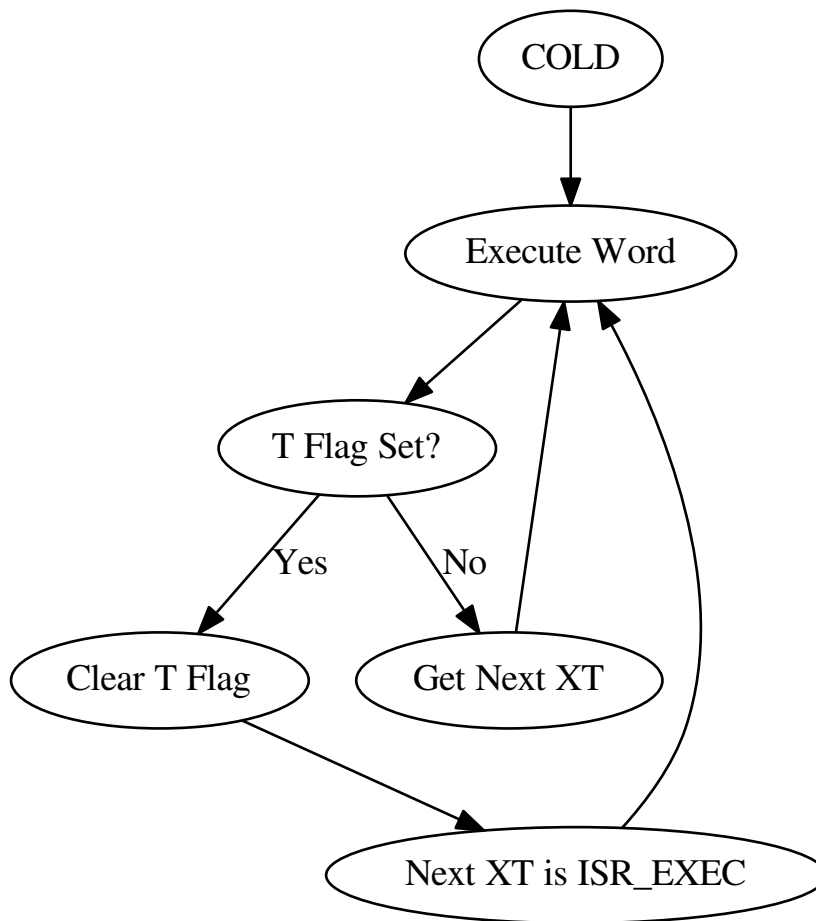 COLD
Execute Word
T Flag Set?
Yes
No
Clear T Flag
Get Next XT
Next XT is ISR_EXEC